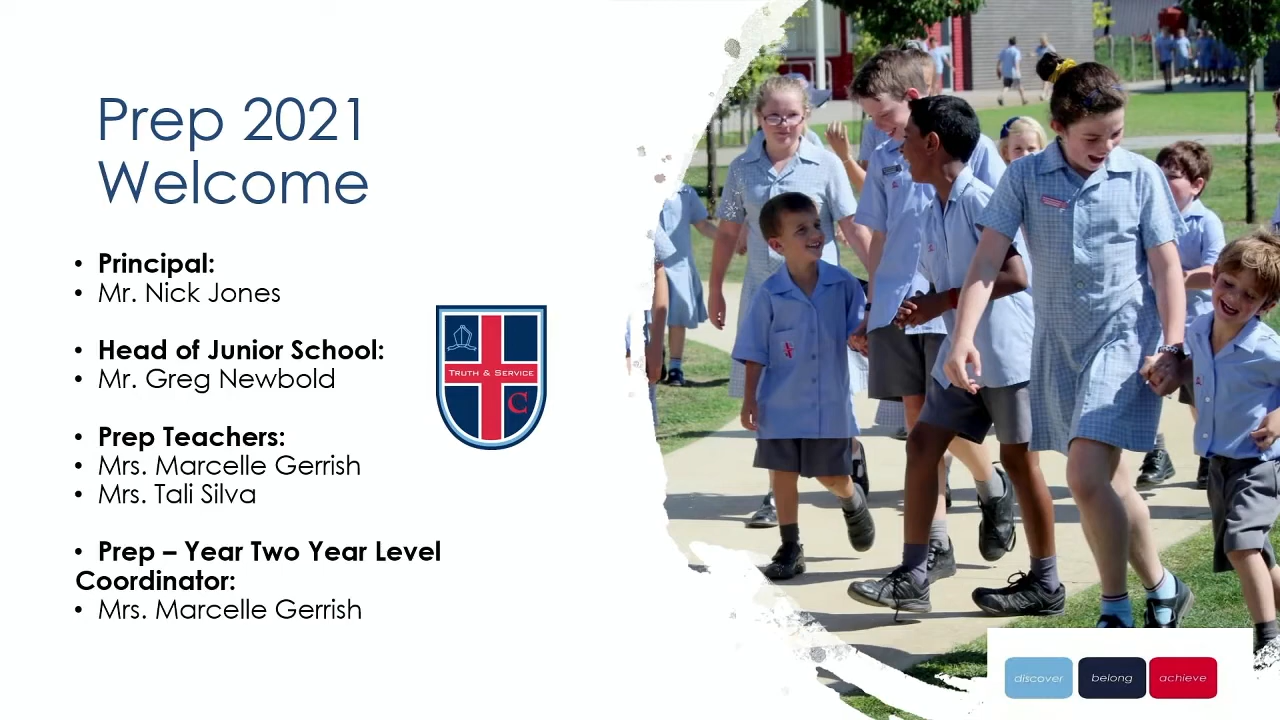 Prep 2021
Welcome
• Principal:
• Mr. Nick Jones
• Head of Junior School:
• Mr. Greg Newbold
• Prep Teachers:
• Mrs. Marcelle Gerrish
• Mrs. Tali Silva
• Prep – Year Two Year Level
Coordinator:
• Mrs. Marcelle Gerrish
TRUTH & SERVICE
C
discover belong achieve